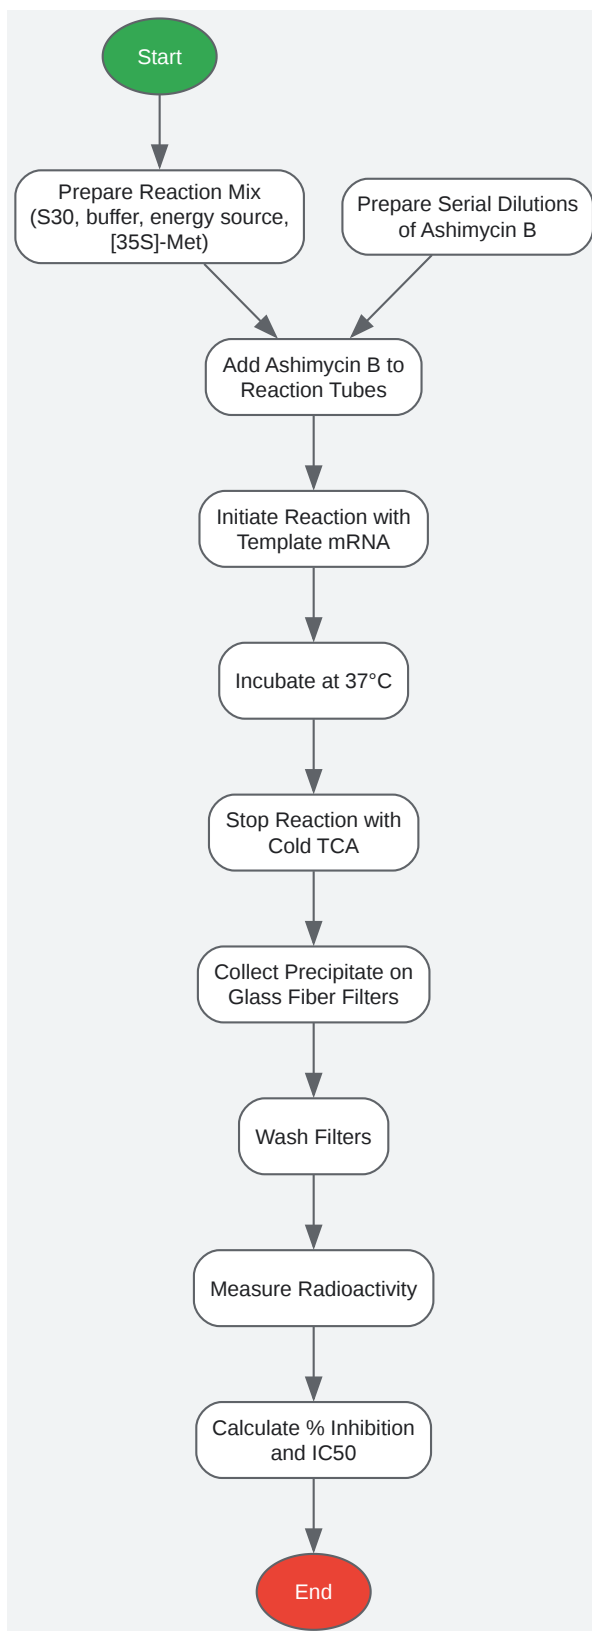 Start
Prepare Reaction Mix
(S30, buffer, energy source,
[35S]-Met)
Prepare Serial Dilutions
of Ashimycin B
Add Ashimycin B to
Reaction Tubes
Initiate Reaction with
Template mRNA
Incubate at 37°C
Stop Reaction with
Cold TCA
Collect Precipitate on
Glass Fiber Filters
Wash Filters
Measure Radioactivity
Calculate % Inhibition
and IC50
End